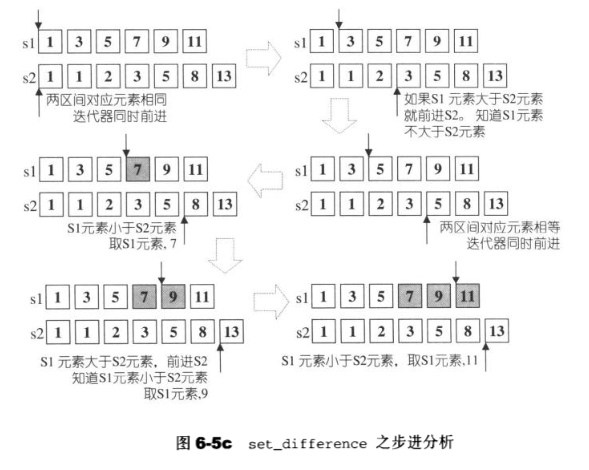 s1 1 3 5 7 9 11
s2 1 1 2 3 5 8 13
两区间对应元素相同
迭代器同时前进
s1 1 3 5 7 9 11
s2 1 1 2 3 5 8 13
如果S1 元素大于S2元素
就前进S2。 知道S1元素
不大于S2元素
s1 1 3 5 7 9 11
s2 1 1 2 3 5 8 13
S1元素小于S2元素
取S1元素, 7
s1 1 3 5 7 9 11
s2 1 1 2 3 5 8 13
两区间对应元素相等
迭代器同时前进
s1 1 3 5 7 9 11
s2 1 1 2 3 5 8 13
S1 元素大于S2元素，前进S2
知道S1元素小于S2元素
取S1元素,9
s1 1 3 5 7 9 11
s2 1 1 2 3 5 8 13
S1 元素小于S2元素，取S1元素,11
图 6-5c set_difference 之步进分析